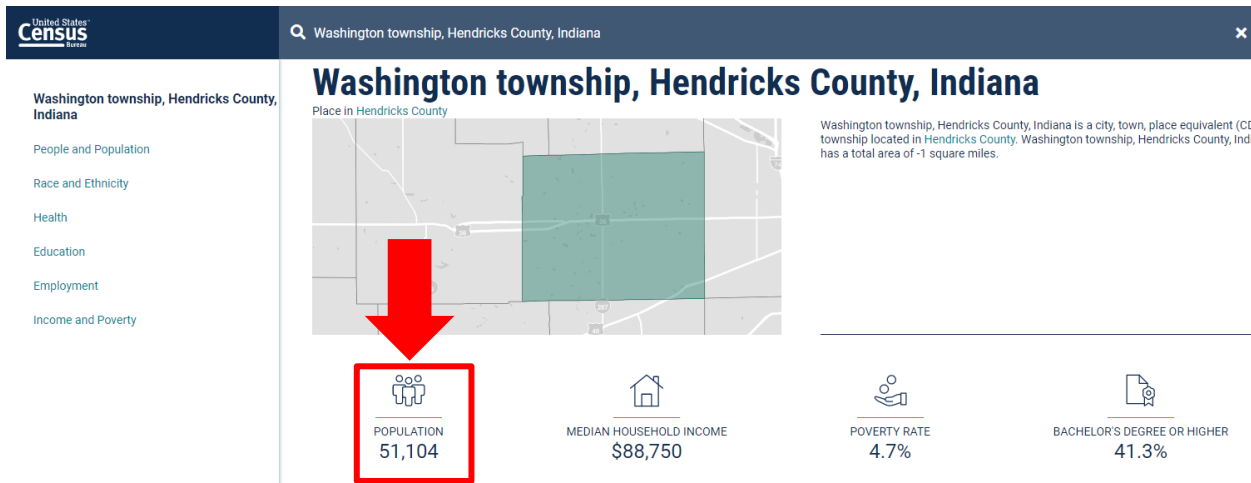 United States®
Census
Bureau
Washington township, Hendricks County, Indiana
Washington township, Hendricks County,
Indiana
People and Population
Race and Ethnicity
Health
Education
Employment
Income and Poverty
Washington township, Hendricks County, Indiana
Place in Hendricks County
Washington township, Hendricks County, Indiana is a city, town, place equivalent (CD
township located in Hendricks County. Washington township, Hendricks County, Ind
has a total area of -1 square miles.
36
36
267
40
POPULATION
51,104
MEDIAN HOUSEHOLD INCOME
$88,750
POVERTY RATE
4.7%
BACHELOR'S DEGREE OR HIGHER
41.3%